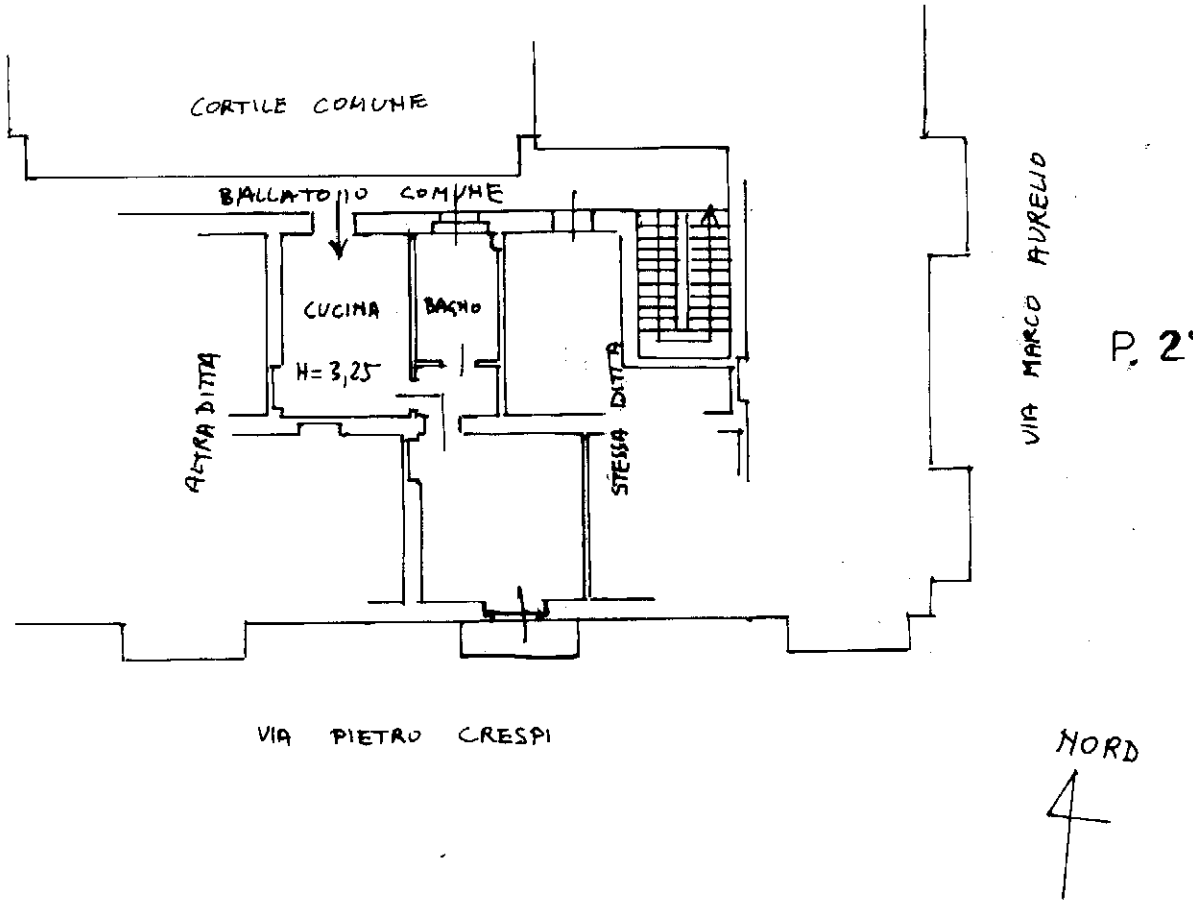 CORTILE COMUNE
BALLATOIO COMUNE
CUCINA
BAGNO
H=3,25
ALTRA DITTA
STESSA DITTA
VIA MARCO AURELIO
P. 2°
VIA PIETRO CRESPI
NORD